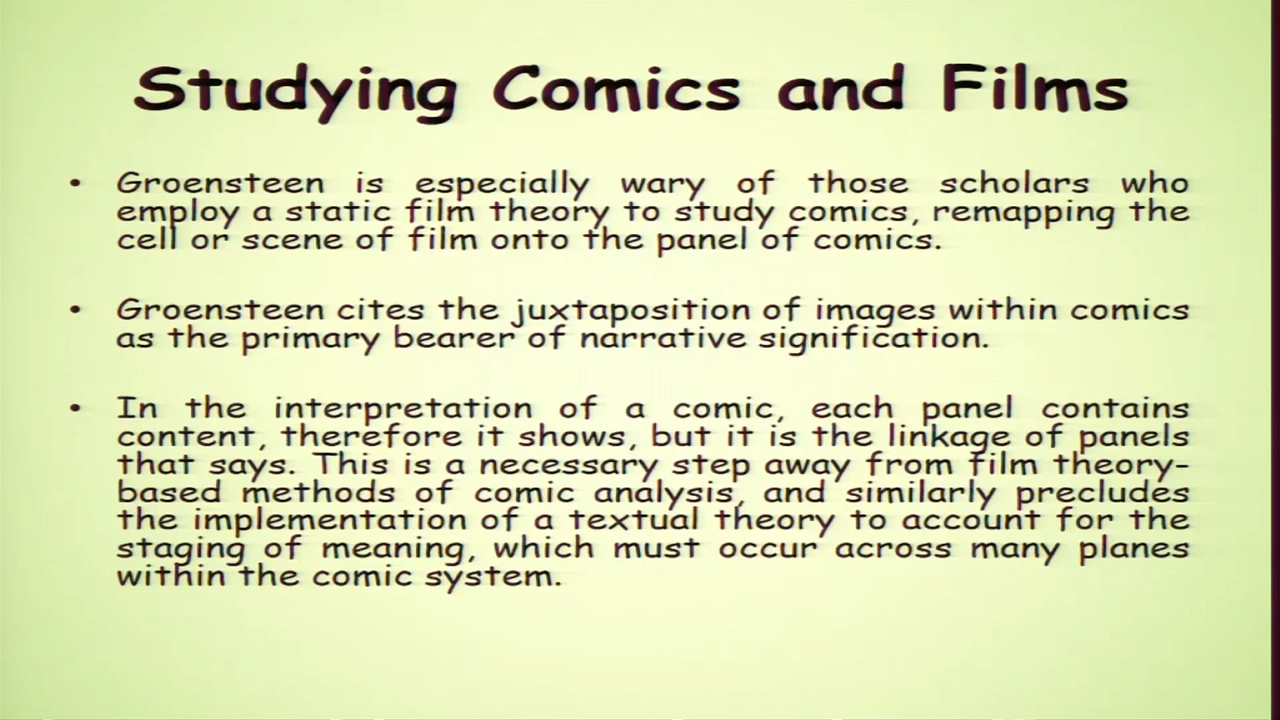 Studying Comics and Films
• Groensteen is especially wary of those scholars who
employ a static film theory to study comics, remapping the
cell or scene of film onto the panel of comics.
• Groensteen cites the juxtaposition of images within comics
as the primary bearer of narrative signification.
• In the interpretation of a comic, each panel contains
content, therefore it shows, but it is the linkage of panels
that says. This is a necessary step away from film theory-
based methods of comic analysis, and similarly precludes
the implementation of a textual theory to account for the
staging of meaning, which must occur across many planes
within the comic system.